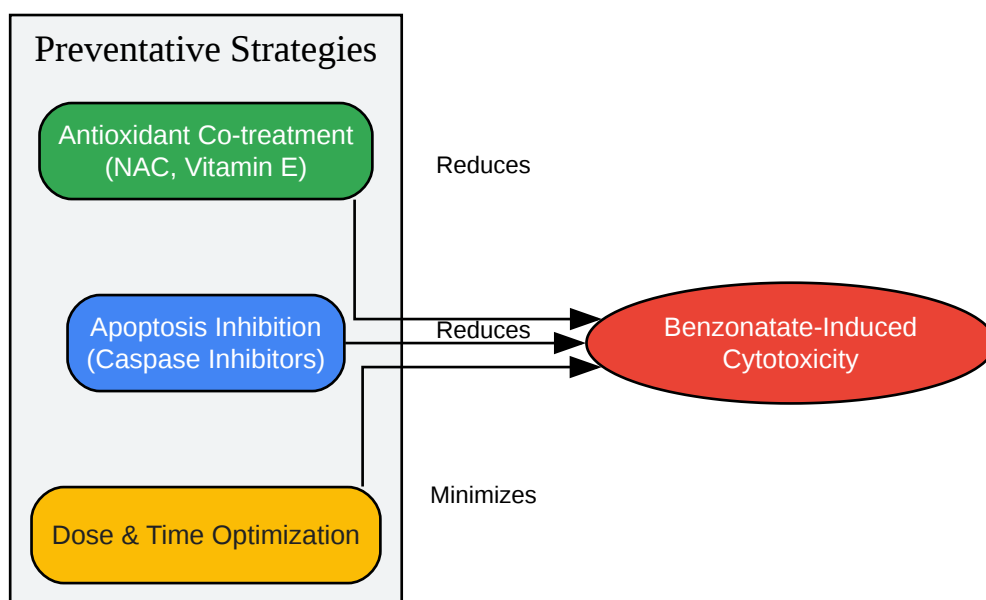 Preventative Strategies
Antioxidant Co-treatment
(NAC, Vitamin E)
Reduces
Apoptosis Inhibition
(Caspase Inhibitors)
Reduces
Benzonatate-Induced
Cytotoxicity
Minimizes
Dose & Time Optimization